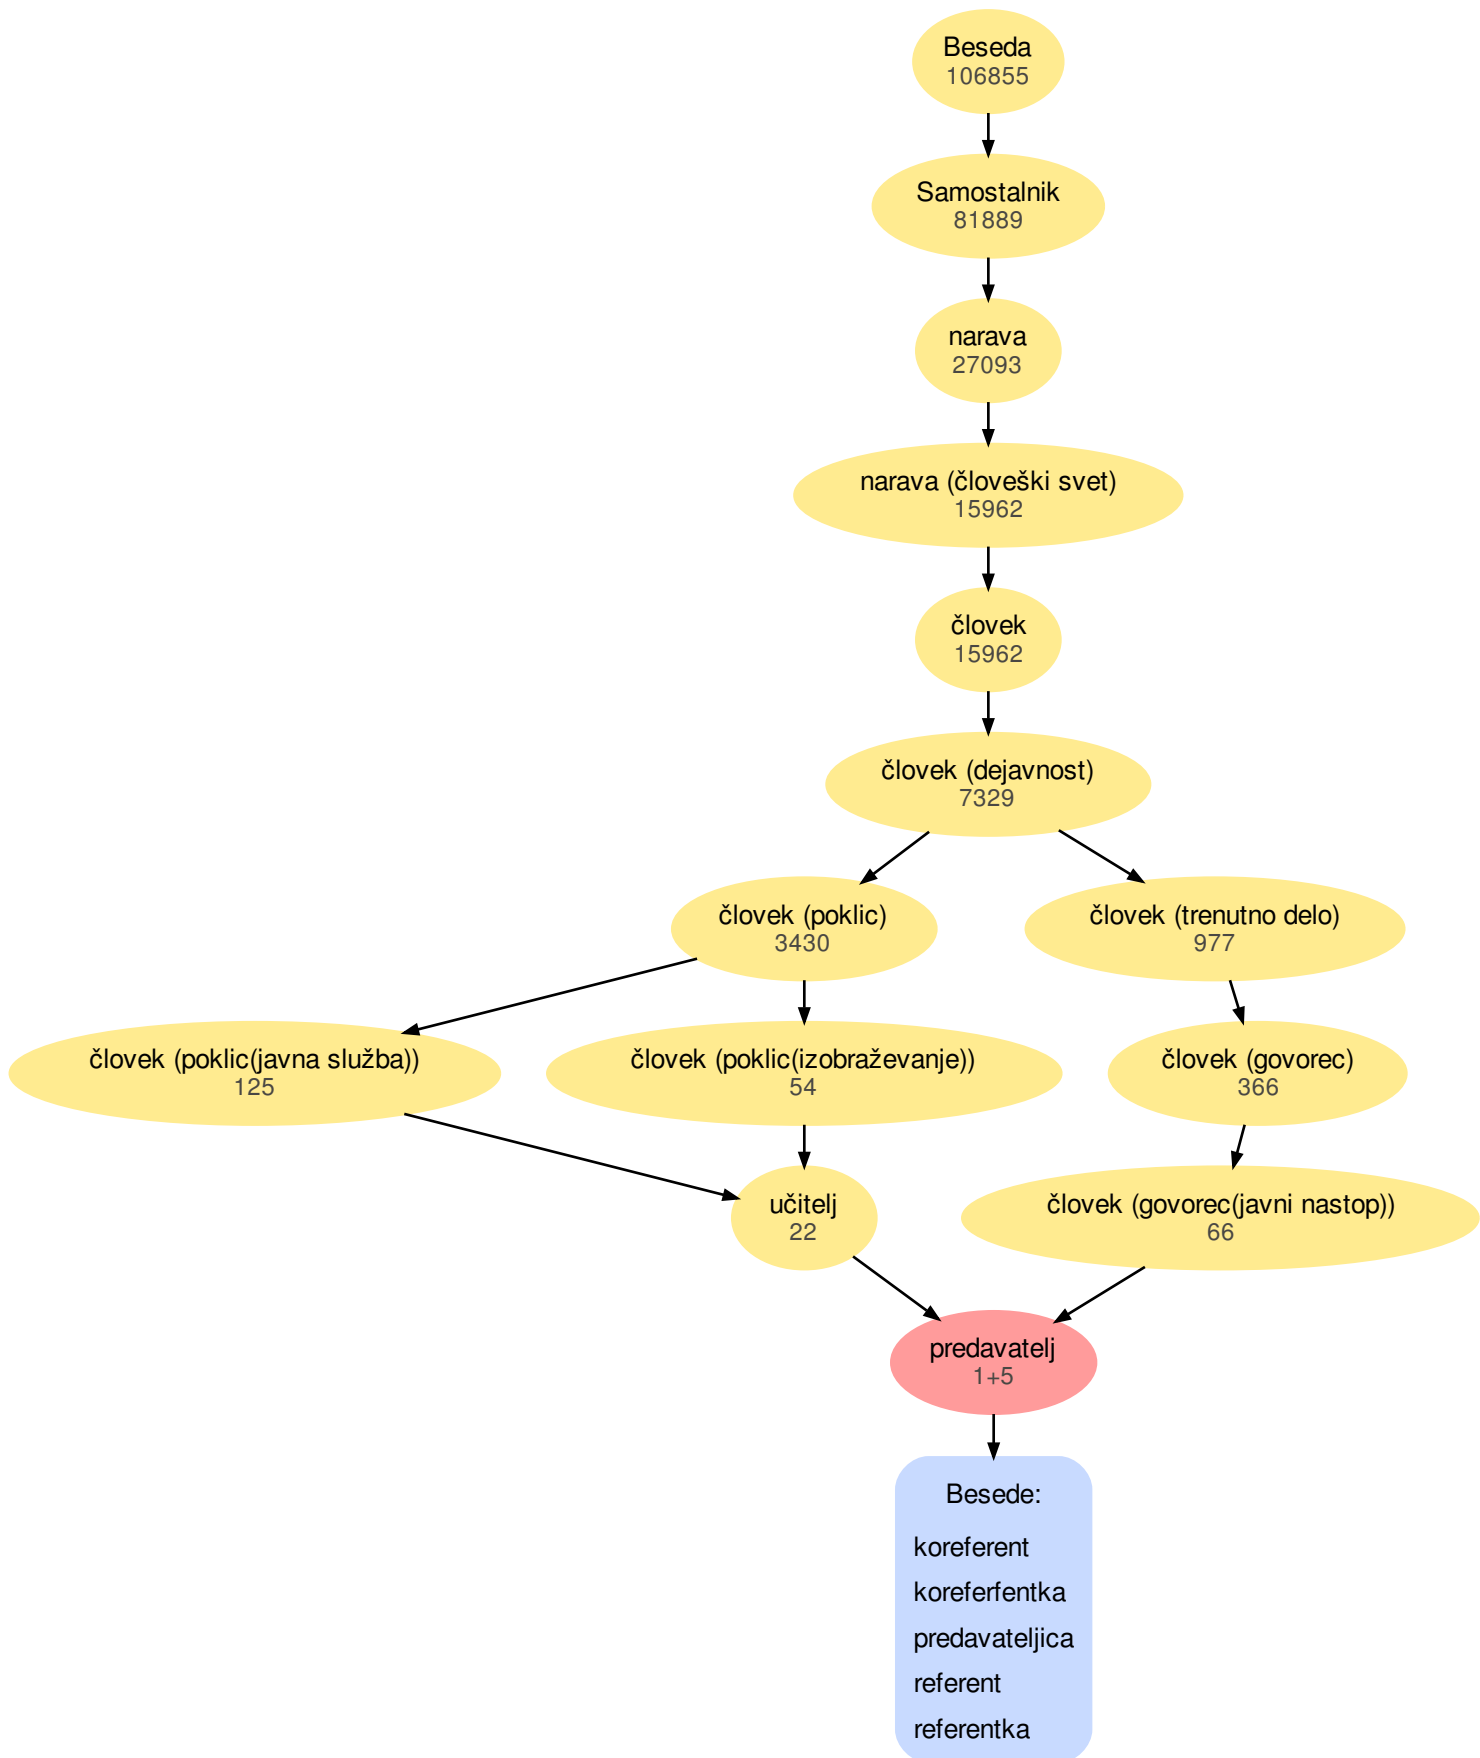 Beseda
106855
Samostalnik
81889
narava
27093
narava (človeški svet)
15962
človek
15962
človek (dejavnost)
7329
človek (poklic)
3430
človek (trenutno delo)
977
človek (poklic(javna služba))
125
človek (poklic(izobraževanje))
54
človek (govorec)
366
učitelj
22
človek (govorec(javni nastop))
66
predavatelj
1+5
Besede:
koreferent
koreferfentka
predavateljica
referent
referentka